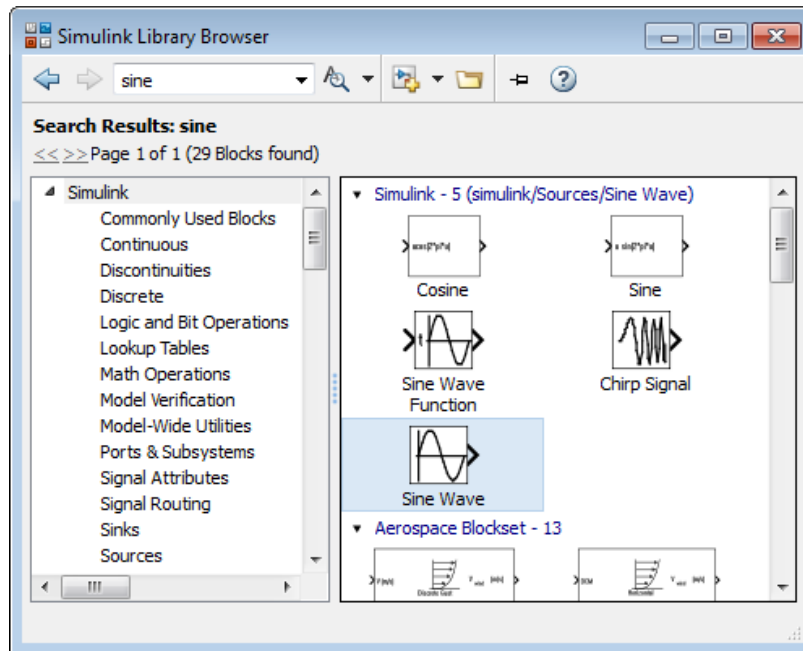 Simulink Library Browser
sine
Search Results: sine
<< >> Page 1 of 1 (29 Blocks found)
Simulink
Commonly Used Blocks
Continuous
Discontinuities
Discrete
Logic and Bit Operations
Lookup Tables
Math Operations
Model Verification
Model-Wide Utilities
Ports & Subsystems
Signal Attributes
Signal Routing
Sinks
Sources
Simulink - 5 (simulink/Sources/Sine Wave)
Cosine
Sine
t
Sine Wave
Function
Chirp Signal
Sine Wave
Aerospace Blockset - 13
Discrete Gust